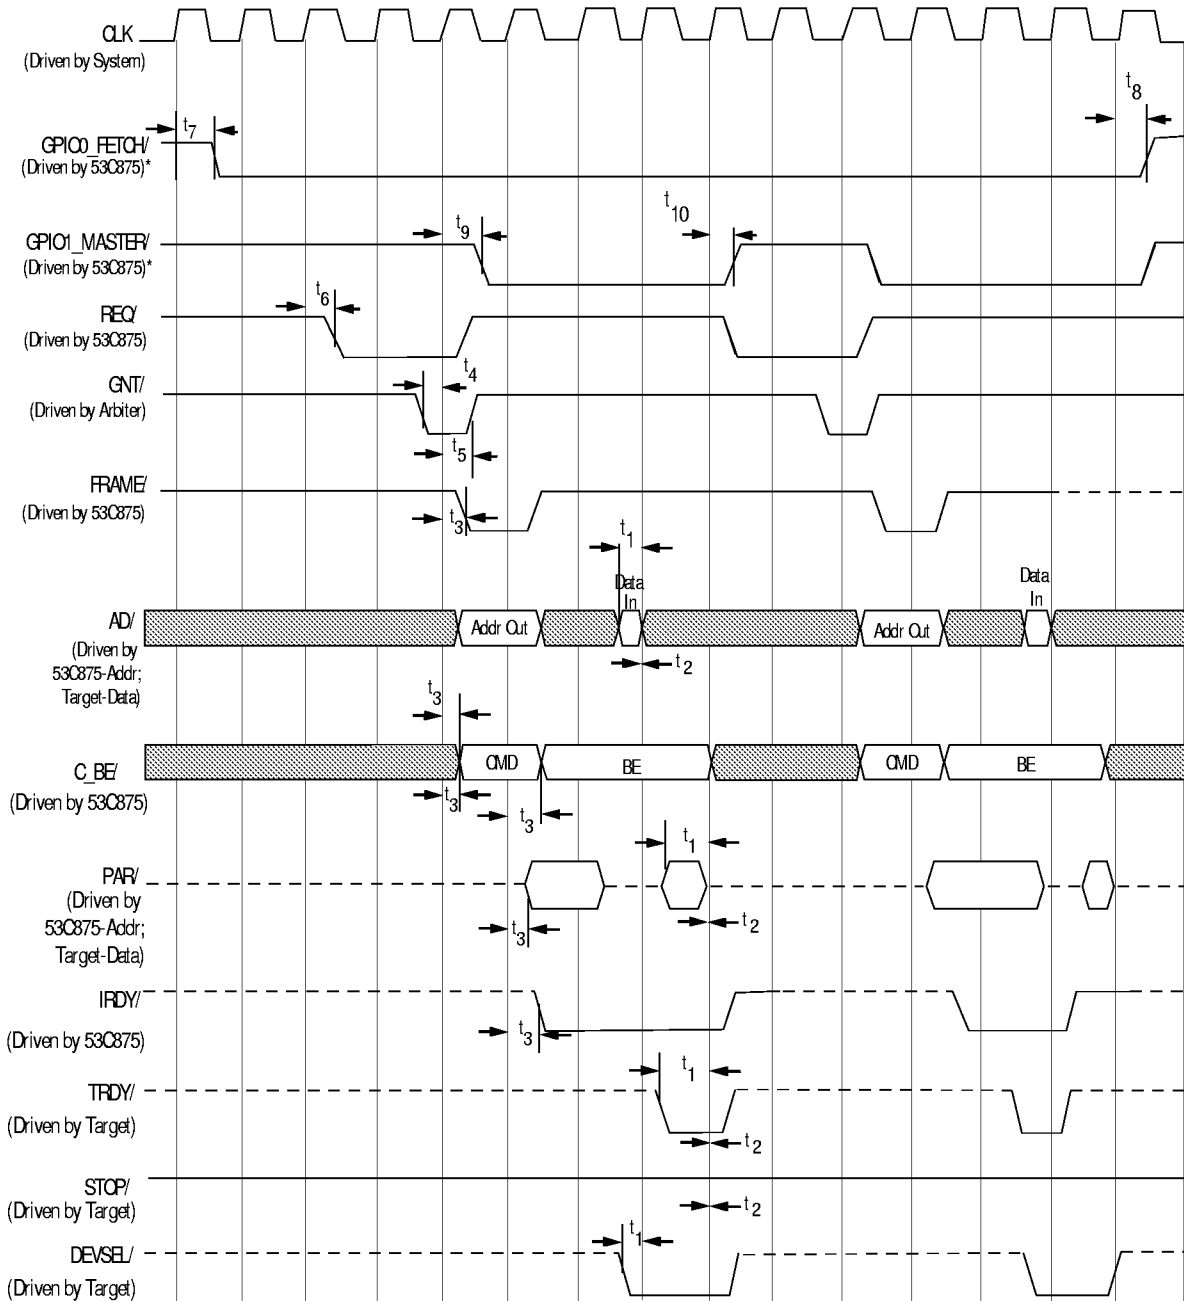 CLK
(Driven by System)
t8
t7
GPIO0_FETCH/
(Driven by 53C875)*
t10
t9
GPIO1_MASTER/
(Driven by 53C875)*
t6
REQ/
(Driven by 53C875)
t4
GNT/
(Driven by Arbiter)
t5
FRAME/
(Driven by 53C875)
t3
t1
Data
In
Data
In
AD/
Addr Out
Addr Out
(Driven by
53C875-Addr;
Target-Data)
t2
t3
C_BE/
CMD
BE
CMD
BE
(Driven by 53C875)
t3
t3
t1
PAR/
(Driven by
53C875-Addr;
Target-Data)
t3
t2
IRDY/
(Driven by 53C875)
t3
t1
TRDY/
(Driven by Target)
t2
STOP/
(Driven by Target)
t2
t1
DEVSEL/
(Driven by Target)